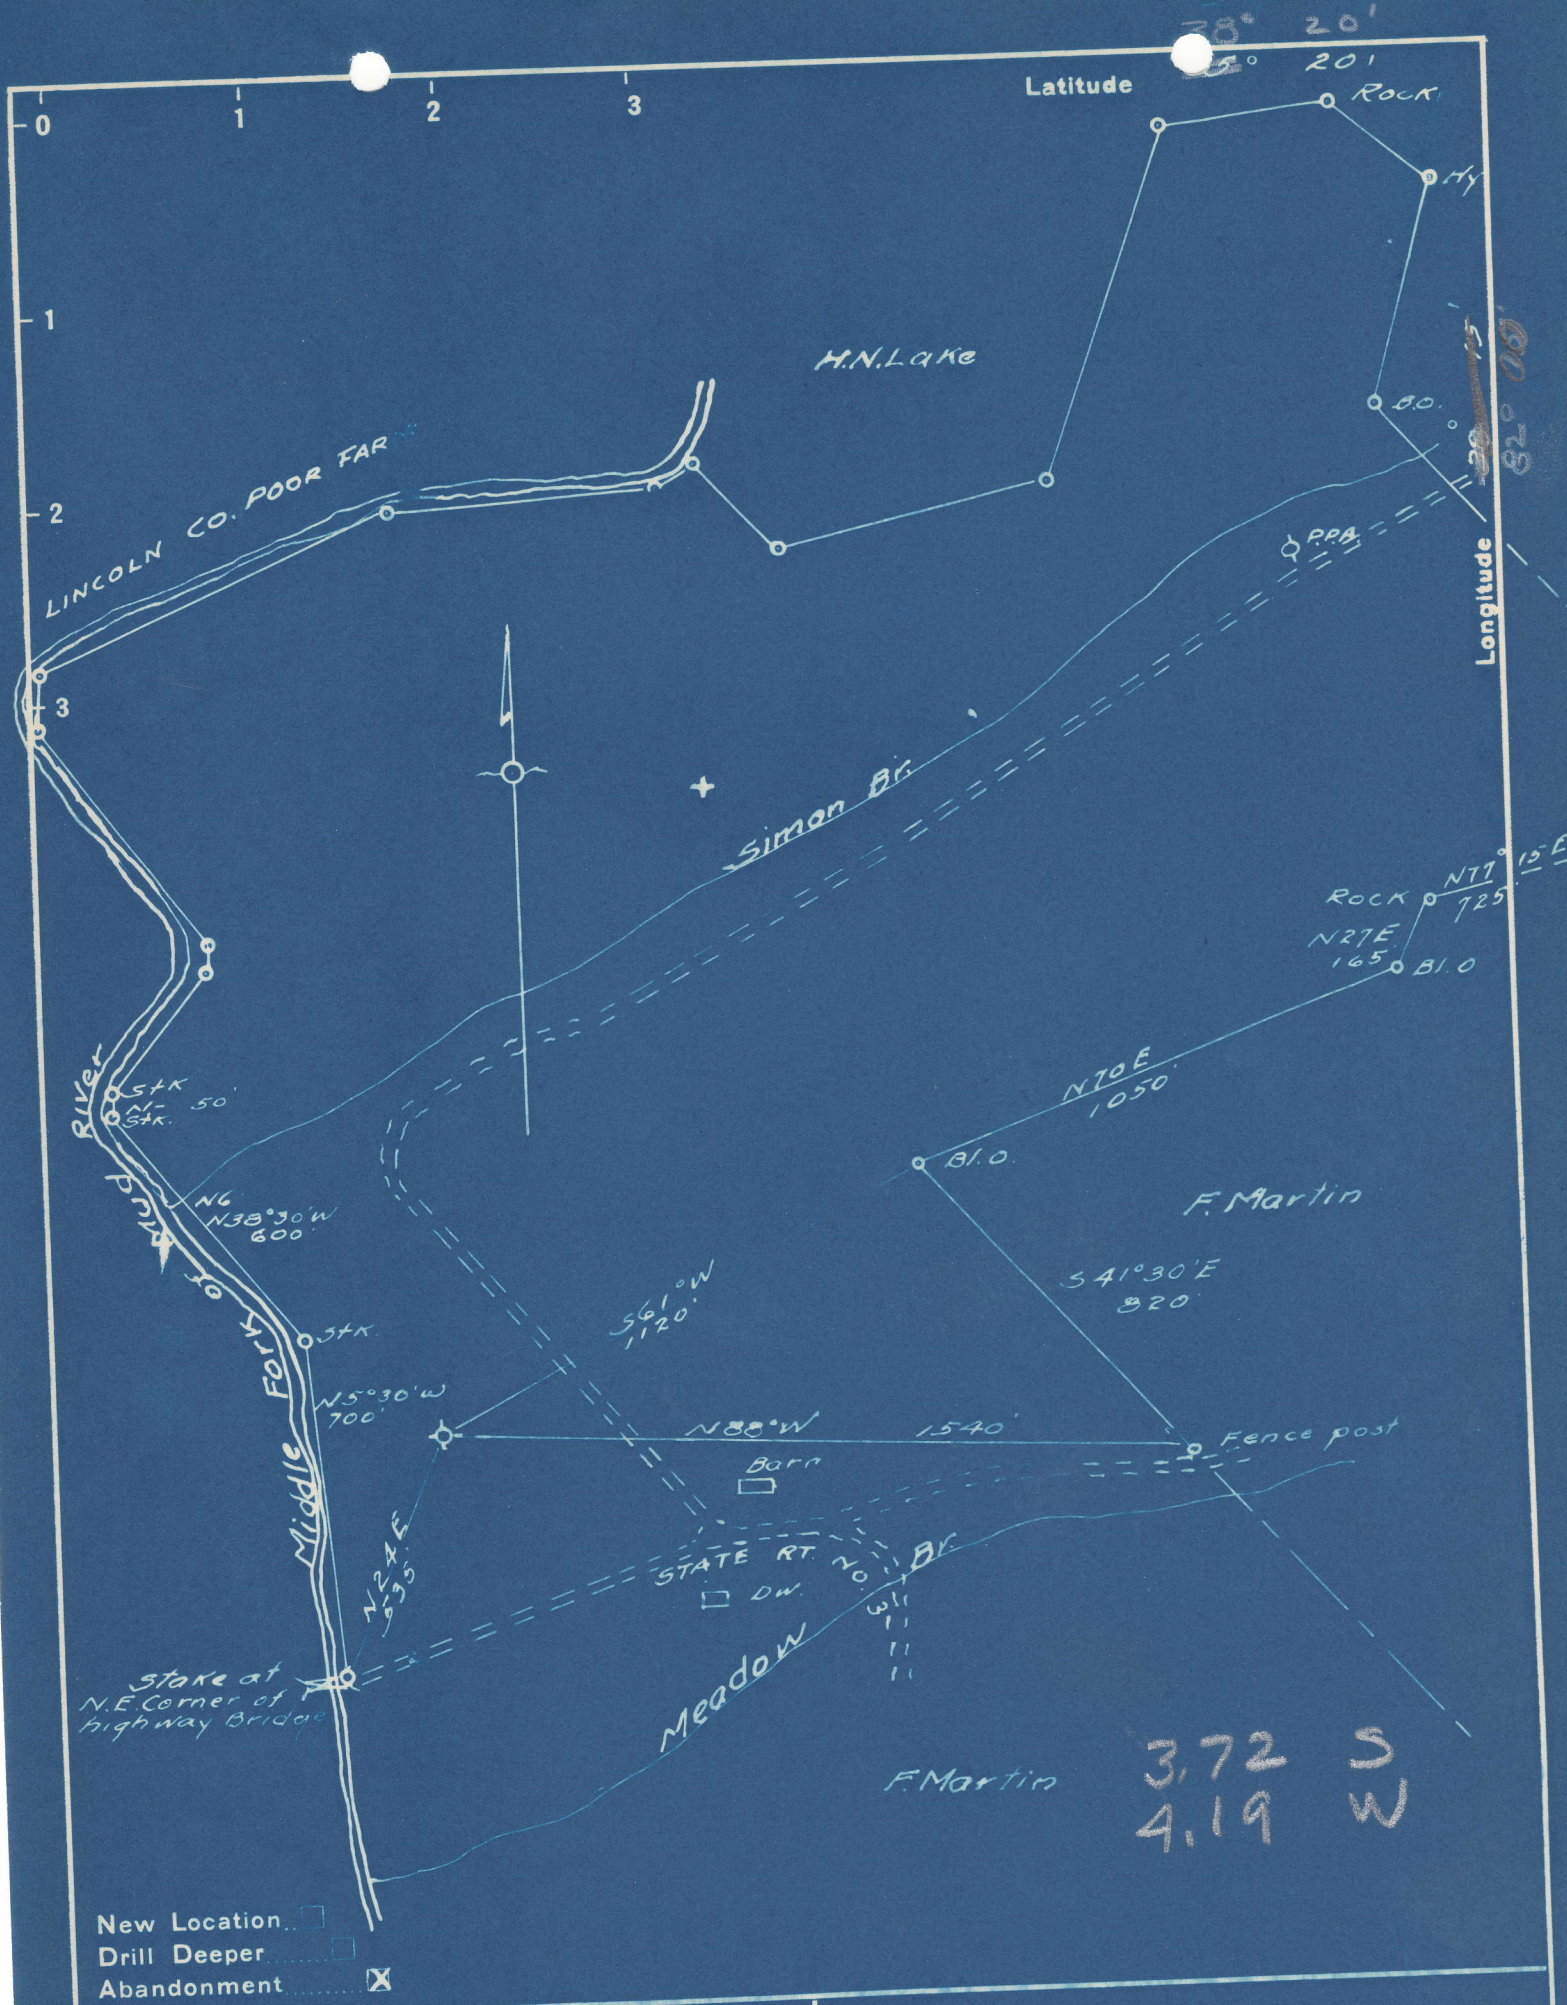 38° 20'
Latitude
5° 20'
ROCK
0 1 2 3
Hy
1
15
82° 00'
H.N. Lake
B.O.
LINCOLN CO. POOR FAR
2
P.P.A.
Longitude
3
Simon Br.
ROCK
N77° 15 E
725
N27E
165
Bl.O
N70E
1050'
River
Stk
N- 50'
Stk.
Bl.O.
Mud
N6
N38°30'W
600'
F. Martin
S41°30'E
820'
S61°W
1120'
Fork
Stk.
N5°30'W
700'
N88°W 1540'
Fence post
Barn
Middle
N24E
STATE RT. NO. 3
Br.
Dw.
Meadow
Stake at
N.E. Corner of
highway Bridge
F. Martin
3.72 S
4.19 W
New Location
Drill Deeper
Abandonment X